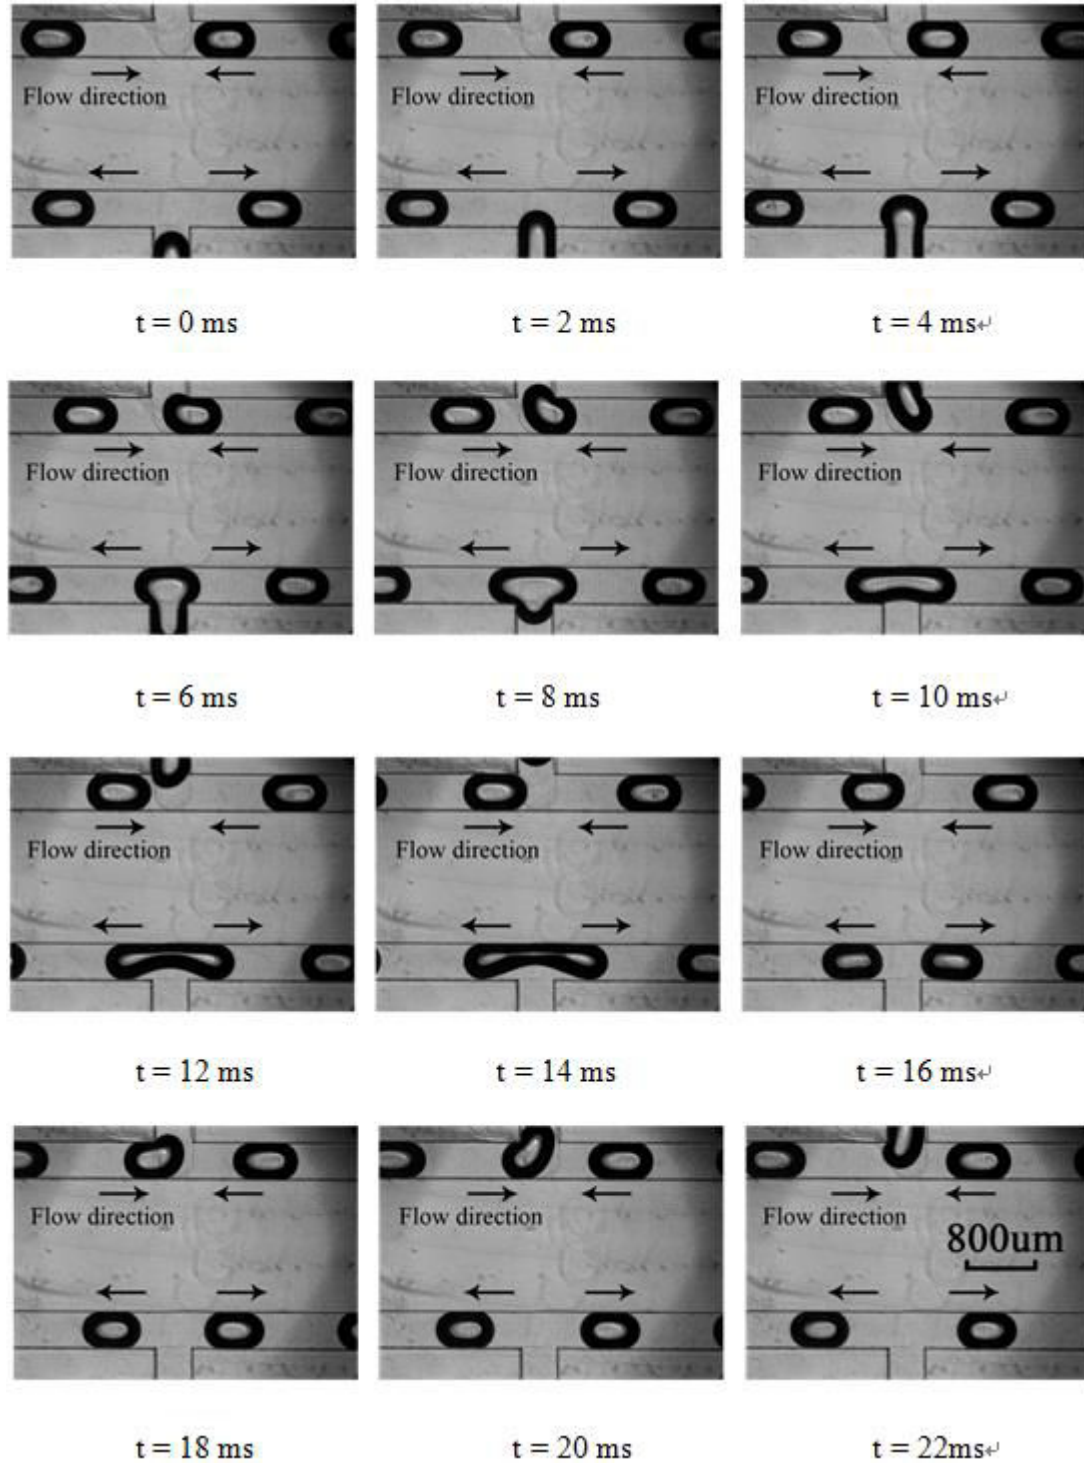 Flow direction
Flow direction
Flow direction
t = 0 ms
t = 2 ms
t = 4 ms↵
Flow direction
Flow direction
Flow direction
t = 6 ms
t = 8 ms
t = 10 ms↵
Flow direction
Flow direction
Flow direction
t = 12 ms
t = 14 ms
t = 16 ms↵
Flow direction
Flow direction
Flow direction
800um
t = 18 ms
t = 20 ms
t = 22ms↵